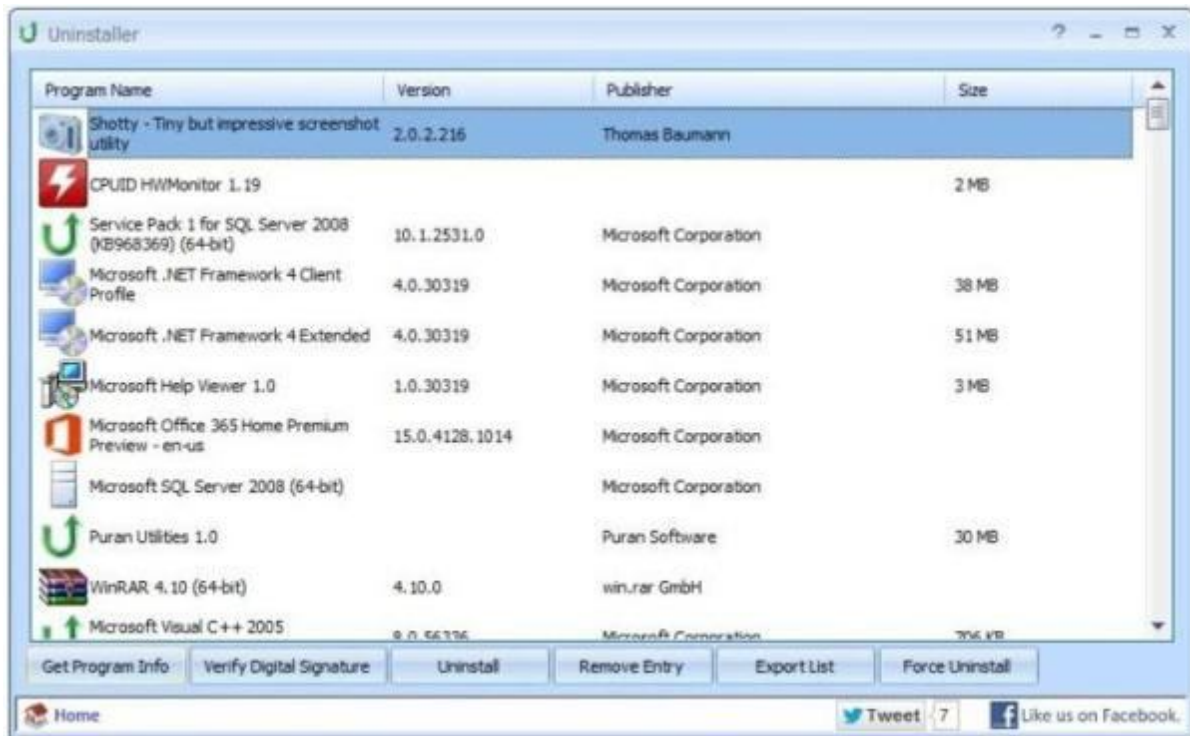 Uninstaller
Program Name Version Publisher Size
Shotty - Tiny but impressive screenshot
utility 2.0.2.216 Thomas Baumann
CPUID HWMonitor 1.19 2 MB
Service Pack 1 for SQL Server 2008
(KB968369) (64-bit) 10.1.2531.0 Microsoft Corporation
Microsoft .NET Framework 4 Client
Profile 4.0.30319 Microsoft Corporation 38 MB
Microsoft .NET Framework 4 Extended 4.0.30319 Microsoft Corporation 51 MB
Microsoft Help Viewer 1.0 1.0.30319 Microsoft Corporation 3 MB
Microsoft Office 365 Home Premium
Preview - en-us 15.0.4128.1014 Microsoft Corporation
Microsoft SQL Server 2008 (64-bit) Microsoft Corporation
Puran Utilities 1.0 Puran Software 30 MB
WinRAR 4.10 (64-bit) 4.10.0 win.rar GmbH
Microsoft Visual C++ 2005
8.0.56336 Microsoft Corporation 706 KB
Get Program Info Verify Digital Signature Uninstall Remove Entry Export List Force Uninstall
Home Tweet 7 Like us on Facebook.